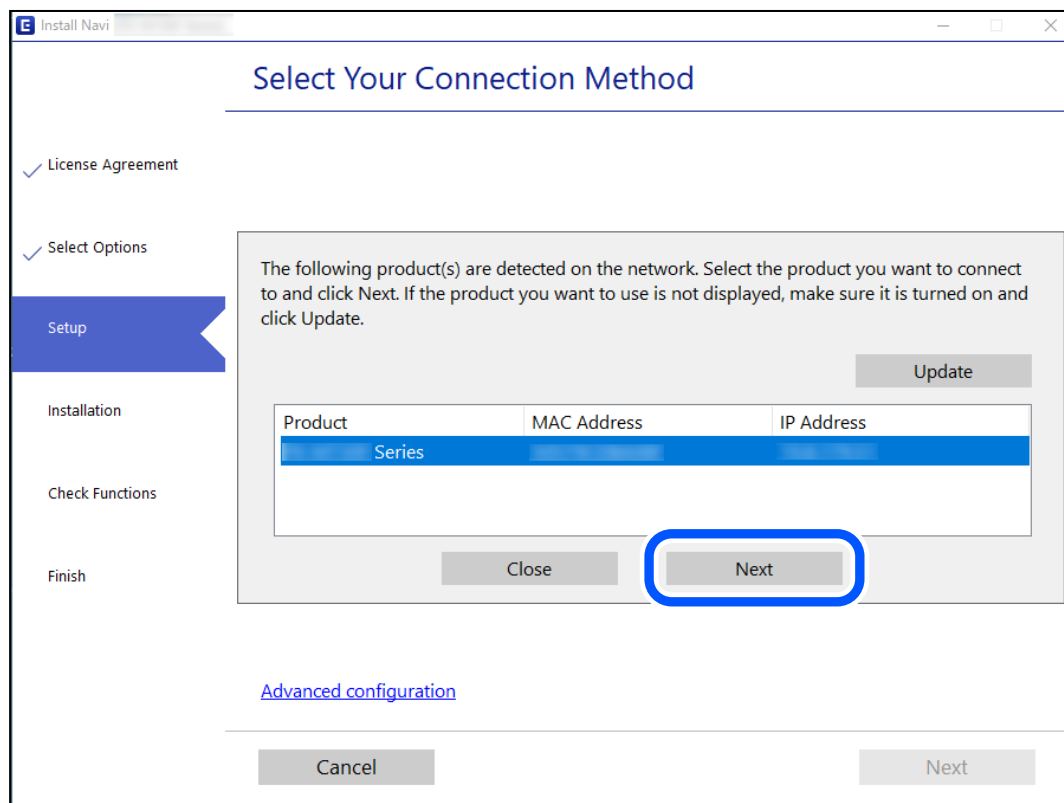 Install Navi
Select Your Connection Method
License Agreement
Select Options
Setup
Installation
Check Functions
Finish
The following product(s) are detected on the network. Select the product you want to connect
to and click Next. If the product you want to use is not displayed, make sure it is turned on and
click Update.
Update
Product MAC Address IP Address
Series
Close Next
Advanced configuration
Cancel Next